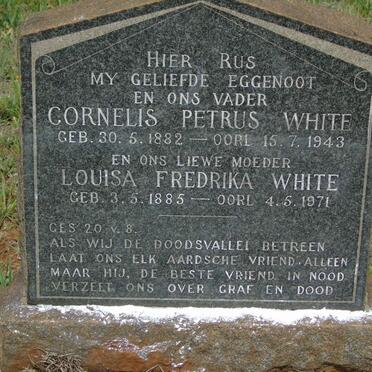 HIER RUS
MY GELIEFDE EGGENOOT
EN ONS VADER
CORNELIS PETRUS WHITE
GEB. 30.5.1882 — OORL 15.7.1943
EN ONS LIEWE MOEDER
LOUISA FREDRIKA WHITE
GEB. 3.5.1885 — OORL 4.5.1971
GES 20 V. 8.
ALS WIJ DE DOODSVALLEI BETREEN
LAAT ONS ELK AARDSCHE VRIEND ALLEEN
MAAR HIJ, DE BESTE VRIEND IN NOOD
VERZELT ONS OVER GRAF EN DOOD